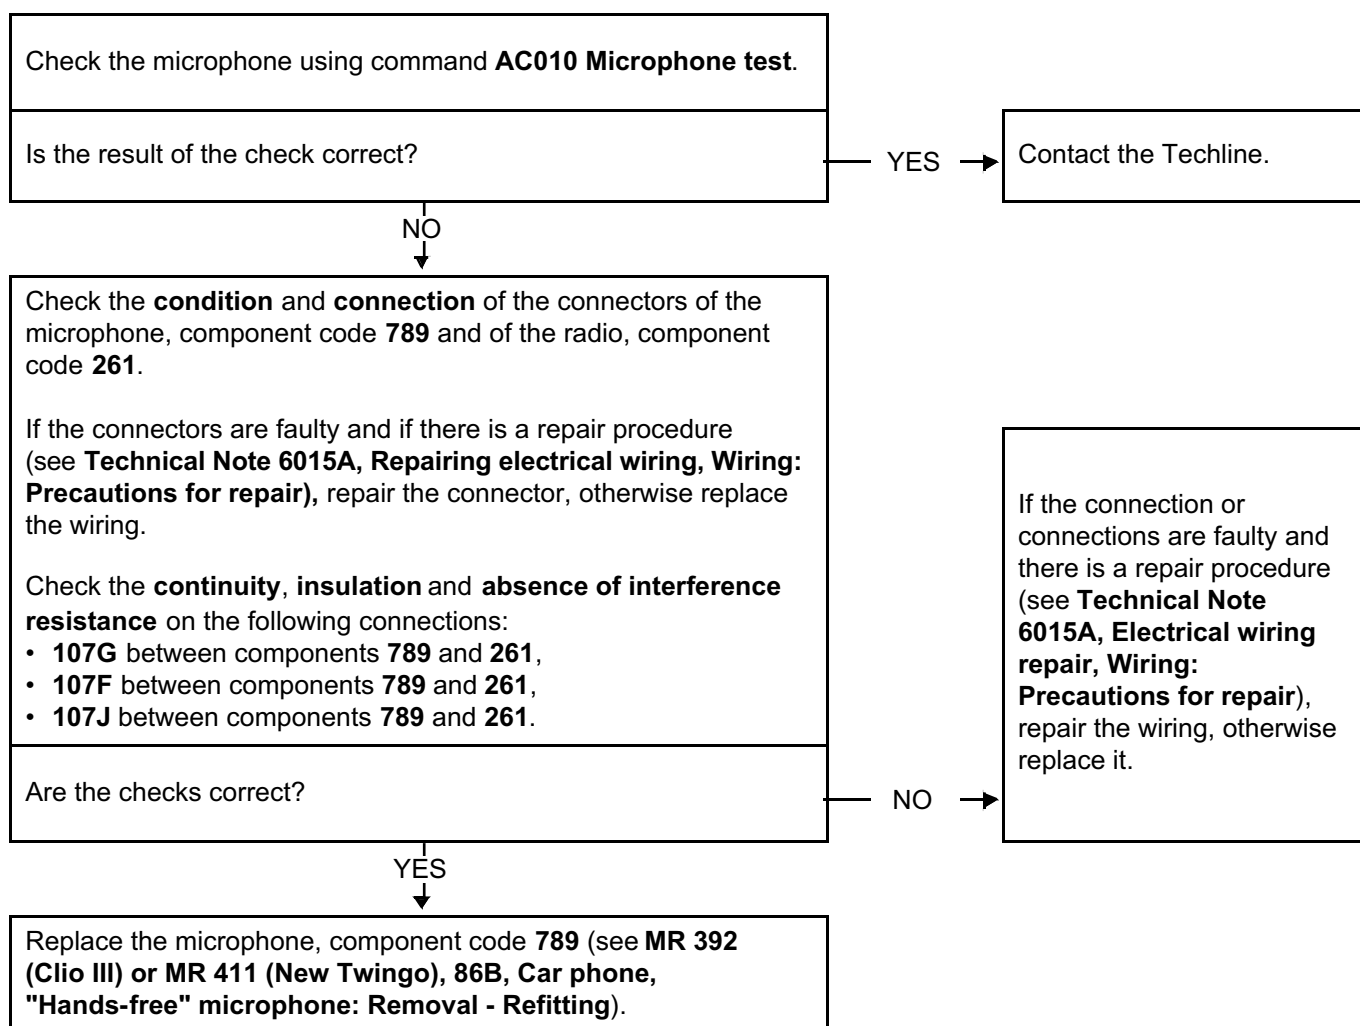 Check the microphone using command AC010 Microphone test.
Is the result of the check correct?
YES
Contact the Techline.
NO
Check the condition and connection of the connectors of the
microphone, component code 789 and of the radio, component
code 261.
If the connectors are faulty and if there is a repair procedure
(see Technical Note 6015A, Repairing electrical wiring, Wiring:
Precautions for repair), repair the connector, otherwise replace
the wiring.
Check the continuity, insulation and absence of interference
resistance on the following connections:
• 107G between components 789 and 261,
• 107F between components 789 and 261,
• 107J between components 789 and 261.
Are the checks correct?
NO
If the connection or
connections are faulty and
there is a repair procedure
(see Technical Note
6015A, Electrical wiring
repair, Wiring:
Precautions for repair),
repair the wiring, otherwise
replace it.
YES
Replace the microphone, component code 789 (see MR 392
(Clio III) or MR 411 (New Twingo), 86B, Car phone,
"Hands-free" microphone: Removal - Refitting).